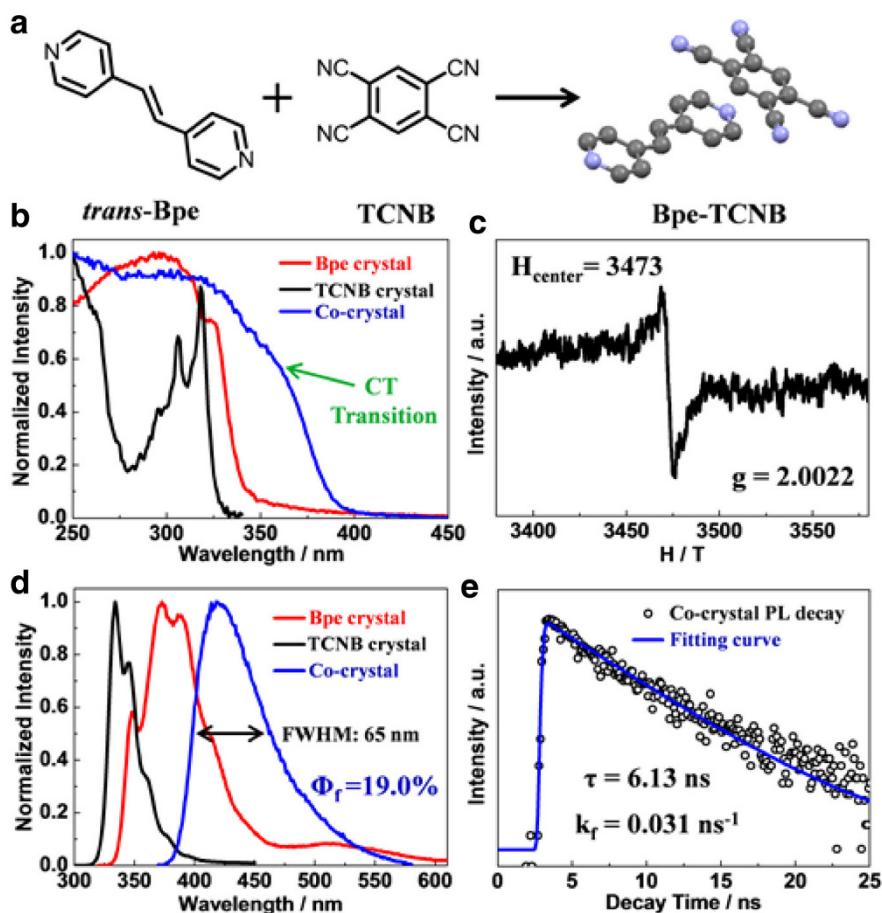 a
N
N
+
CN
CN
CN
CN
trans-Bpe
TCNB
Bpe-TCNB
b
Normalized Intensity
1.0
0.8
0.6
0.4
0.2
0.0
Bpe crystal
TCNB crystal
Co-crystal
CT
Transition
250 300 350 400 450
Wavelength / nm
c
Intensity / a.u.
Hcenter= 3473
g = 2.0022
3400 3450 3500 3550
H / T
d
Normalized Intensity
1.0
0.8
0.6
0.4
0.2
0.0
Bpe crystal
TCNB crystal
Co-crystal
FWHM: 65 nm
Φf =19.0%
300 350 400 450 500 550 600
Wavelength / nm
e
Intensity / a.u.
Co-crystal PL decay
Fitting curve
τ = 6.13 ns
kf = 0.031 ns-1
0 5 10 15 20 25
Decay Time / ns